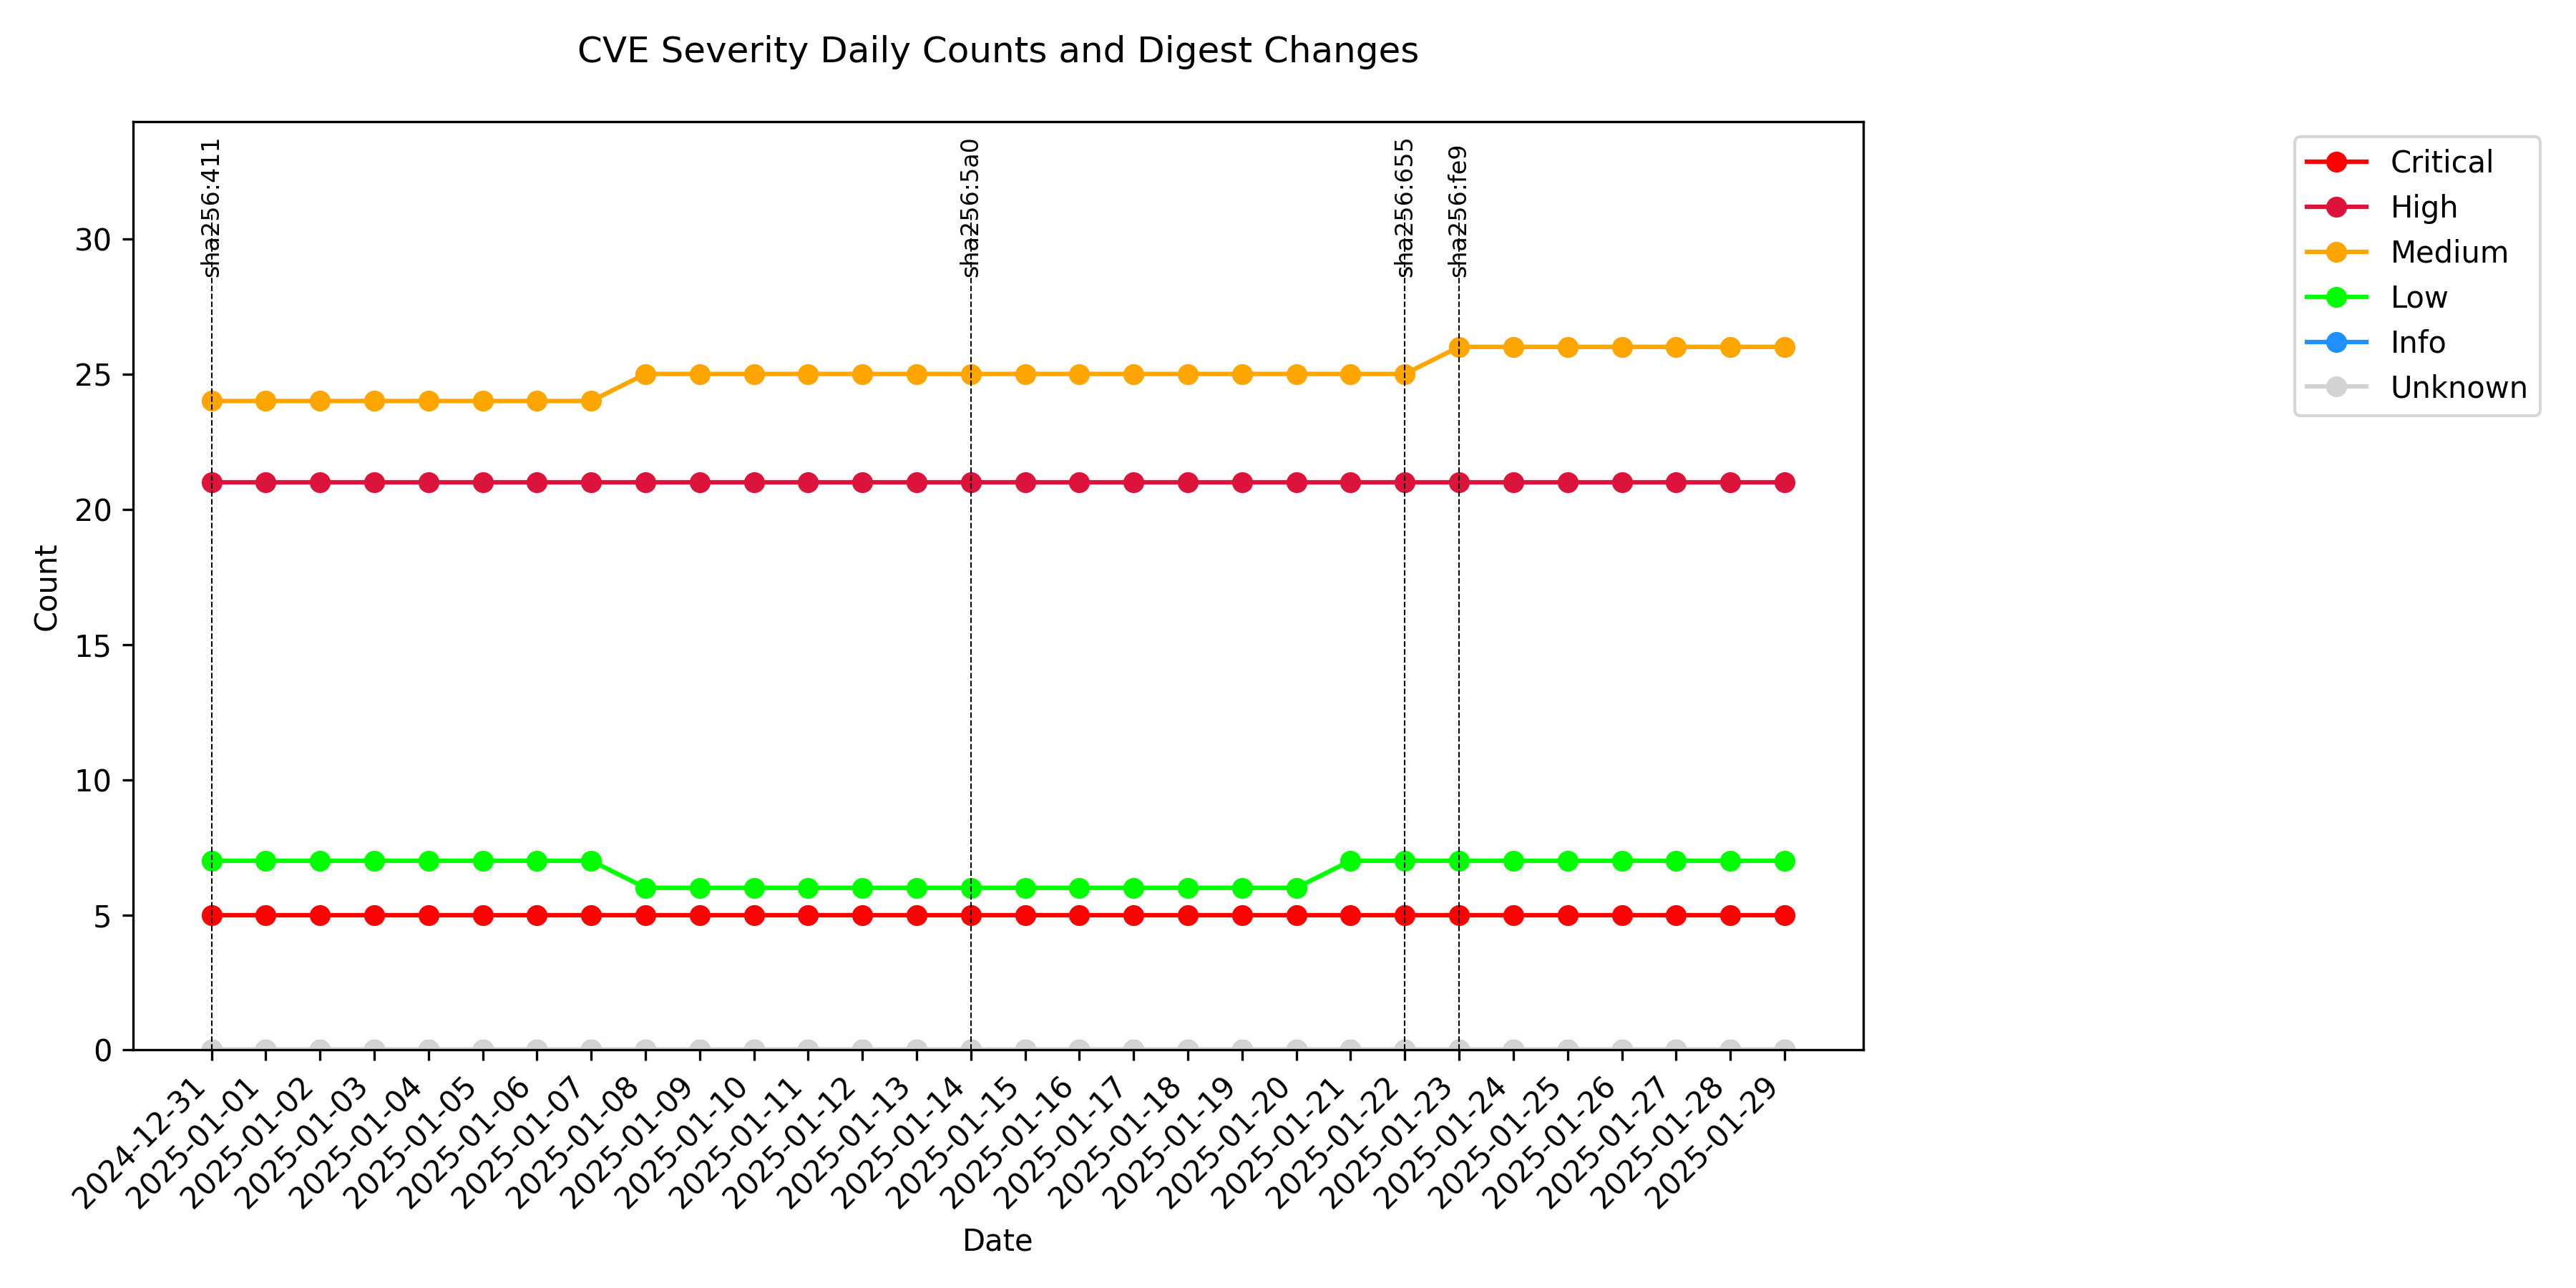 CVE Severity Daily Counts and Digest Changes
sha256:411
sha256:5a0
sha256:655
sha256:fe9
Critical
High
Medium
Low
Info
Unknown
Count
30
25
20
15
10
5
0
2024-12-31
2025-01-01
2025-01-02
2025-01-03
2025-01-04
2025-01-05
2025-01-06
2025-01-07
2025-01-08
2025-01-09
2025-01-10
2025-01-11
2025-01-12
2025-01-13
2025-01-14
2025-01-15
2025-01-16
2025-01-17
2025-01-18
2025-01-19
2025-01-20
2025-01-21
2025-01-22
2025-01-23
2025-01-24
2025-01-25
2025-01-26
2025-01-27
2025-01-28
2025-01-29
Date